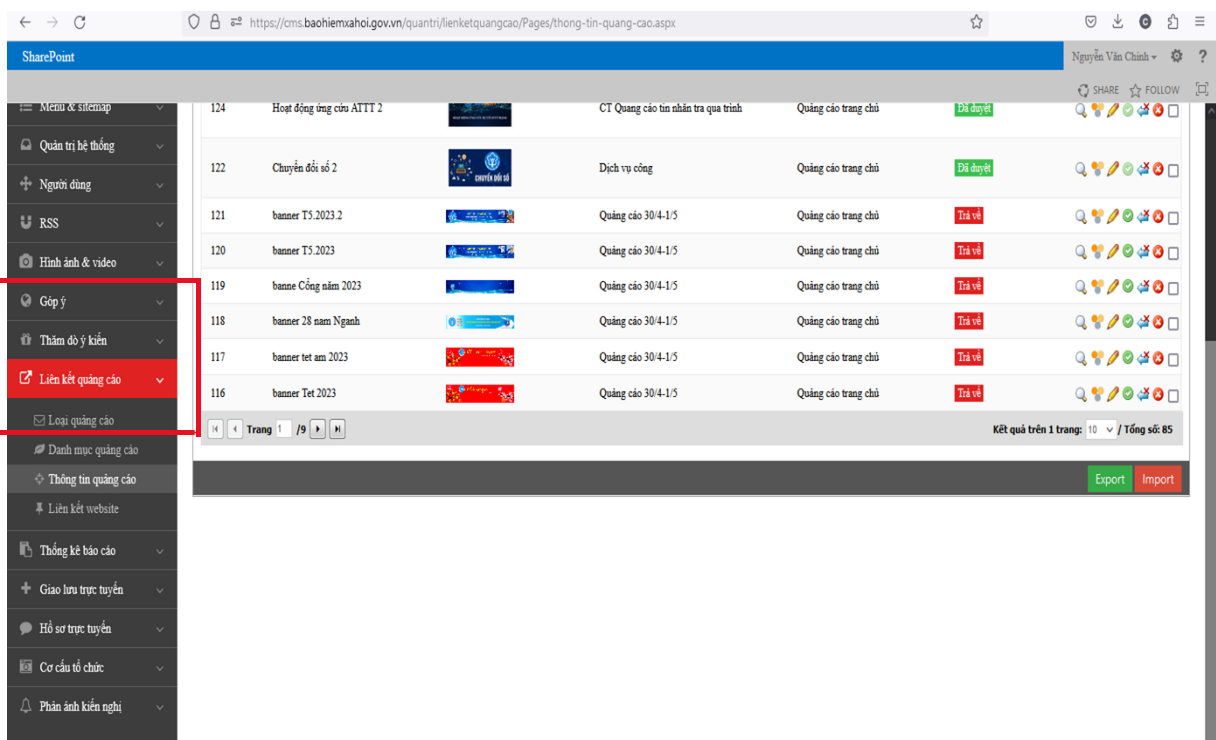 https://cms.baohiemxahoi.gov.vn/quantri/lienketquangcao/Pages/thong-tin-quang-cao.aspx
SharePoint
Nguyễn Văn Chinh
?
SHARE FOLLOW
Menu & sitemap
Quản trị hệ thống
Người dùng
RSS
Hình ảnh & video
Góp ý
Thăm dò ý kiến
Liên kết quảng cáo
Loại quảng cáo
Danh mục quảng cáo
Thông tin quảng cáo
Liên kết website
Thống kê báo cáo
Giao lưu trực tuyến
Hồ sơ trực tuyến
Cơ cấu tổ chức
Phản ánh kiến nghị
124 Hoạt động ứng cứu ATTT 2 CT Quang cáo tin nhắn tra qua trình Quảng cáo trang chủ Đã duyệt
122 Chuyển đổi số 2 CHUYỂN ĐỔI SỐ Dịch vụ công Quảng cáo trang chủ Đã duyệt
121 banner T5.2023.2 Quảng cáo 30/4-1/5 Quảng cáo trang chủ Trả về
120 banner T5.2023 Quảng cáo 30/4-1/5 Quảng cáo trang chủ Trả về
119 banne Cổng năm 2023 Quảng cáo 30/4-1/5 Quảng cáo trang chủ Trả về
118 banner 28 nam Nganh Quảng cáo 30/4-1/5 Quảng cáo trang chủ Trả về
117 banner tet am 2023 Quảng cáo 30/4-1/5 Quảng cáo trang chủ Trả về
116 banner Tet 2023 Quảng cáo 30/4-1/5 Quảng cáo trang chủ Trả về
Trang 1 /9 Kết quả trên 1 trang: 10 / Tổng số: 85
Export Import